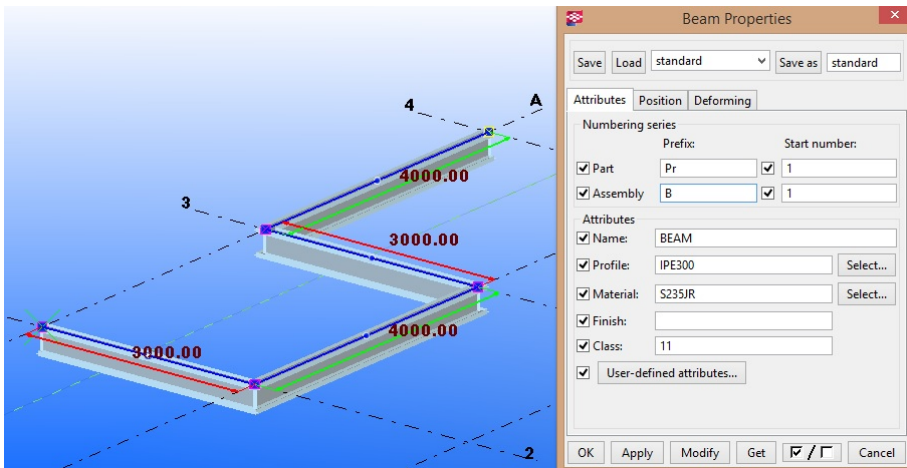 4
A
4000.00
3
3000.00
3000.00
4000.00
2
Beam Properties
Save Load standard Save as standard
Attributes Position Deforming
Numbering series
Prefix: Start number:
Part Pr 1
Assembly B 1
Attributes
Name: BEAM
Profile: IPE300 Select...
Material: S235JR Select...
Finish:
Class: 11
User-defined attributes...
OK Apply Modify Get / Cancel